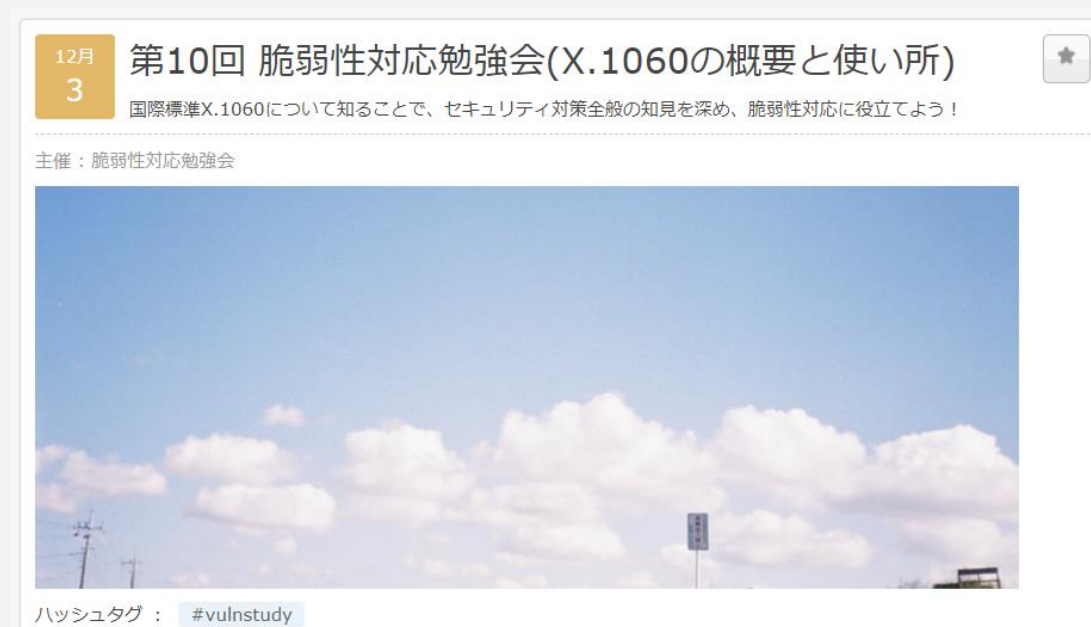 12月
3
第10回 脆弱性対応勉強会(X.1060の概要と使い所)
国際標準X.1060について知ることで、セキュリティ対策全般の知見を深め、脆弱性対応に役立てよう！
主催：脆弱性対応勉強会
ハッシュタグ ： #vulnstudy